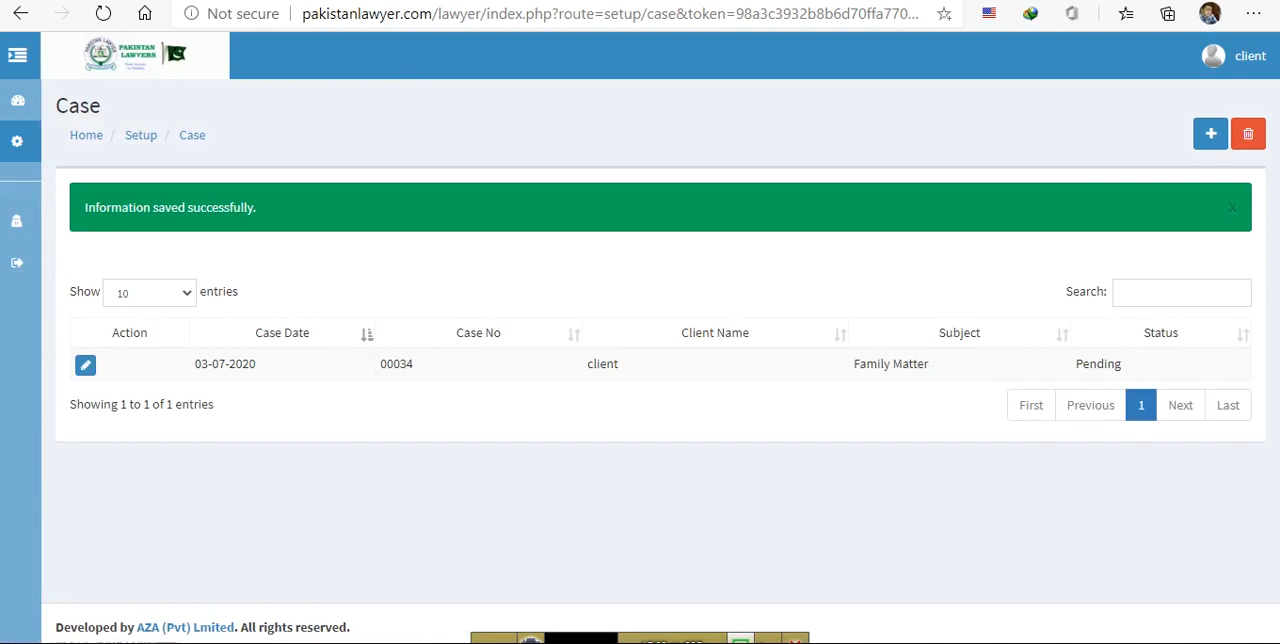 Not secure | pakistanlawyer.com/lawyer/index.php?route=setup/case&token=98a3c3932b8b6d70ffa770...
PAKISTAN
LAWYERS
client
Case
Home / Setup / Case
Information saved successfully.
x
Show 10 entries
Search:
Action Case Date Case No Client Name Subject Status
03-07-2020 00034 client Family Matter Pending
Showing 1 to 1 of 1 entries
First Previous 1 Next Last
Developed by AZA (Pvt) Lmited. All rights reserved.